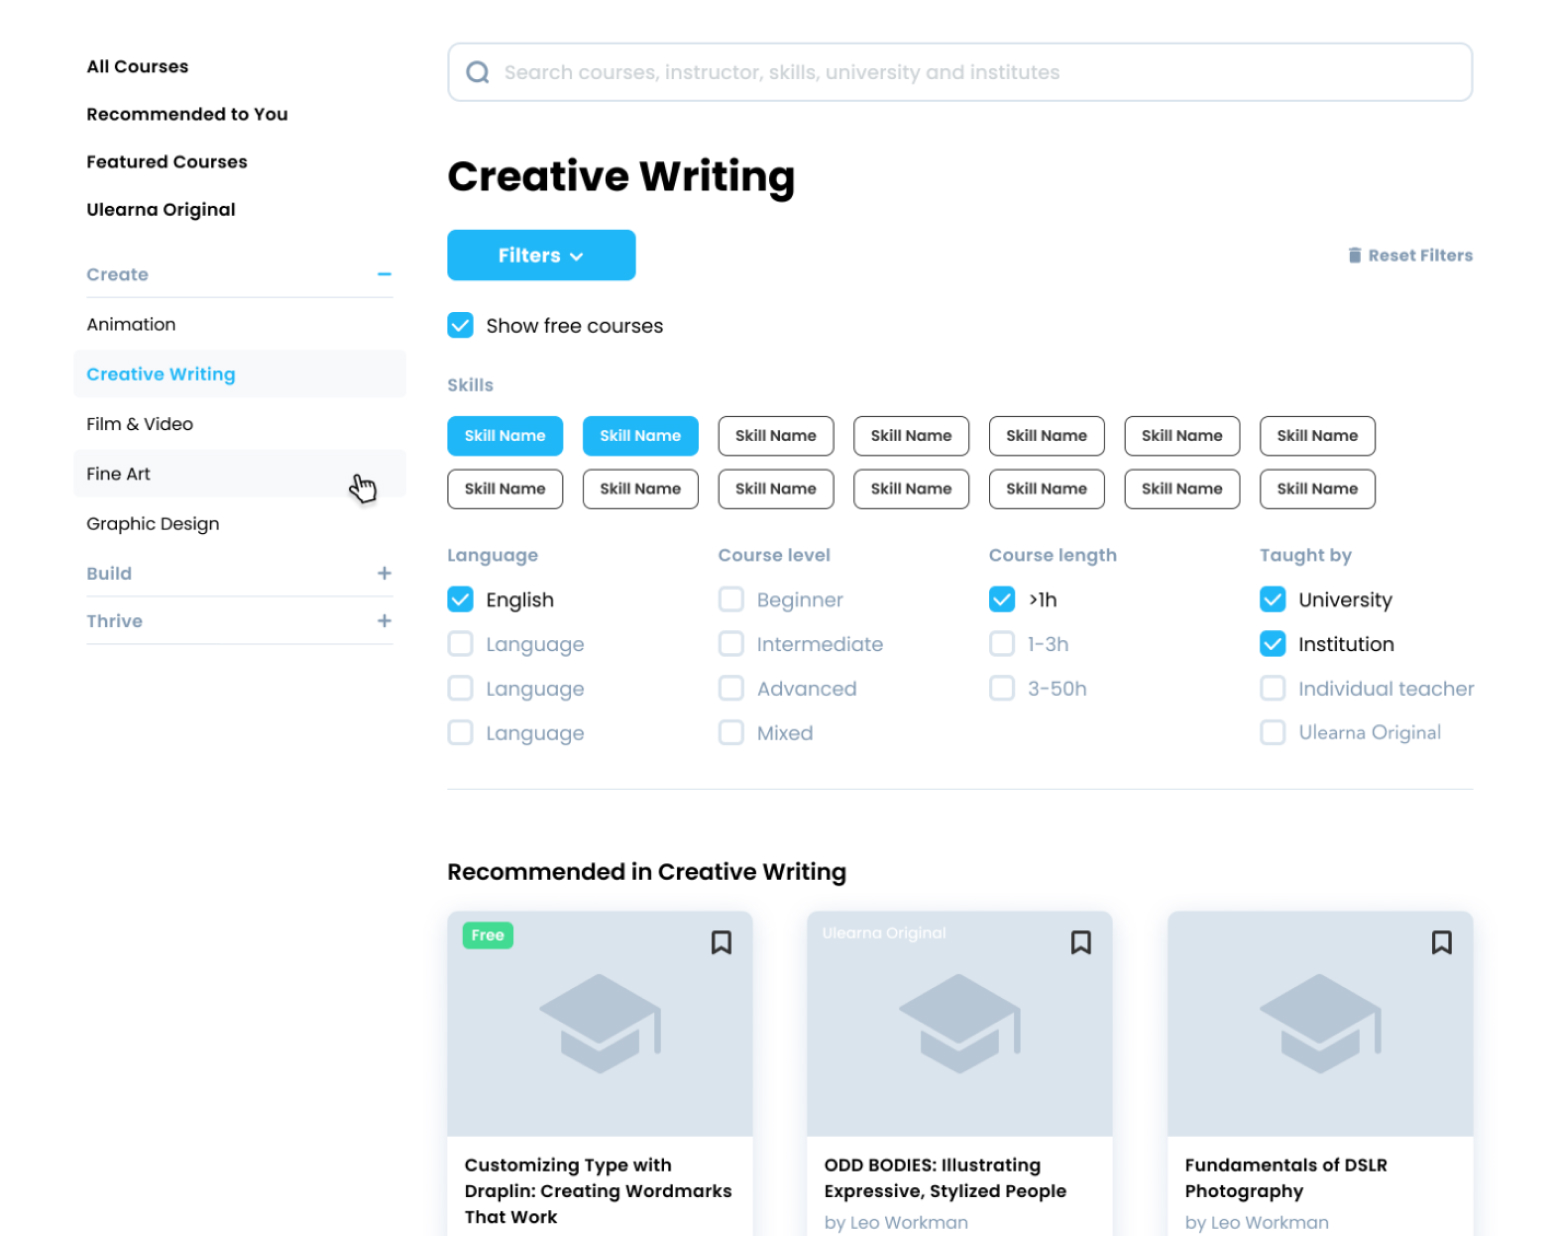 All Courses
Recommended to You
Featured Courses
Ulearna Original
Create
Animation
Creative Writing
Film & Video
Fine Art
Graphic Design
Build
Thrive
Search courses, instructor, skills, university and institutes
Creative Writing
Filters
Reset Filters
Show free courses
Skills
Skill Name Skill Name Skill Name Skill Name Skill Name Skill Name Skill Name
Skill Name Skill Name Skill Name Skill Name Skill Name Skill Name Skill Name
Language
English
Language
Language
Language
Course level
Beginner
Intermediate
Advanced
Mixed
Course length
>1h
1-3h
3-50h
Taught by
University
Institution
Individual teacher
Ulearna Original
Recommended in Creative Writing
Free
Customizing Type with
Draplin: Creating Wordmarks
That Work
Ulearna Original
ODD BODIES: Illustrating
Expressive, Stylized People
by Leo Workman
Fundamentals of DSLR
Photography
by Leo Workman